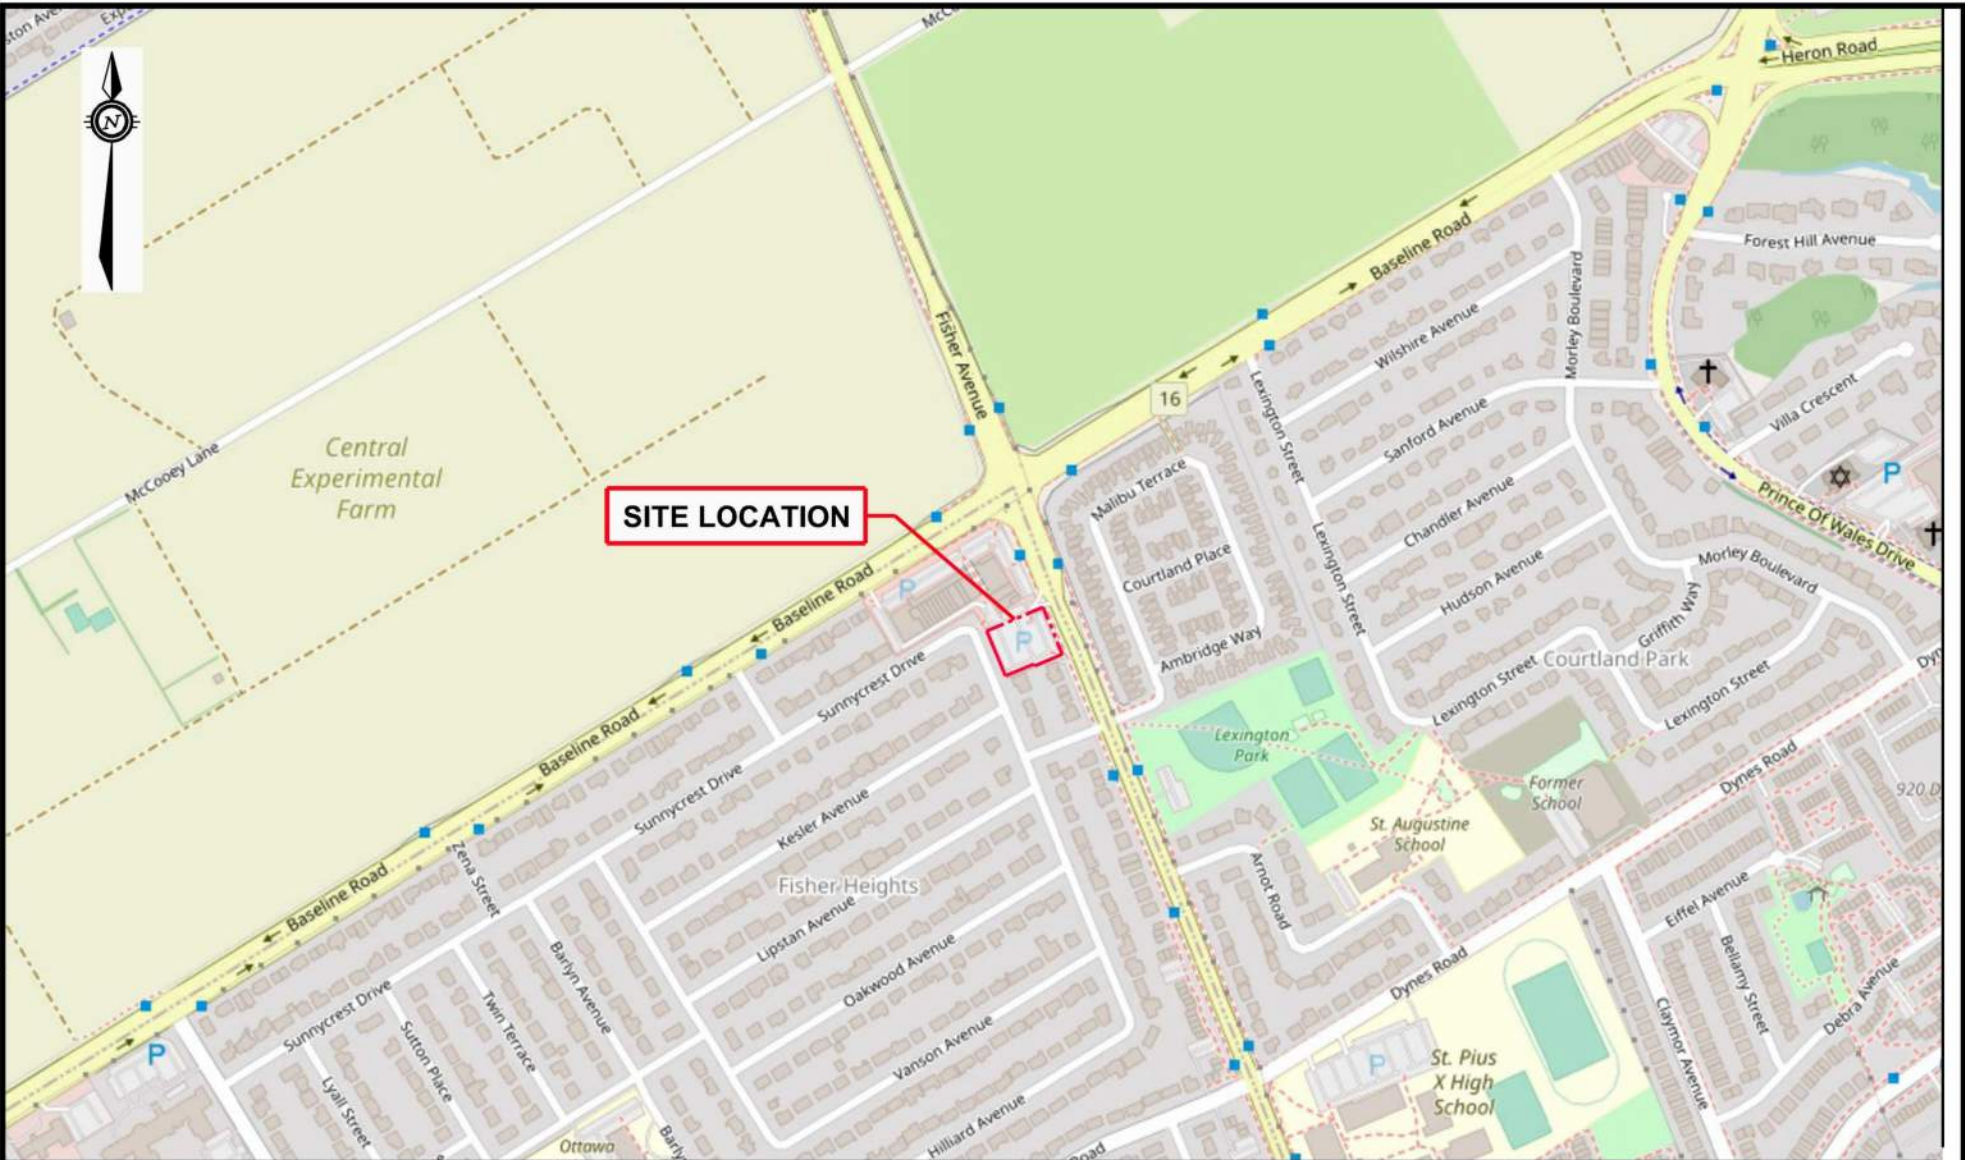 McCooey Lane
Heron Road
N
Fisher Avenue
Baseline Road
Forest Hill Avenue
Morley Boulevard
Wilshire Avenue
16
Lexington Street
Sanford Avenue
Villa Crescent
Central
Experimental
Farm
Malibu Terrace
Chandler Avenue
P
Prince Of Wales Drive
SITE LOCATION
Lexington Street
Courtland Place
Hudson Avenue
Morley Boulevard
P
Baseline Road
Griffith Way
P
Ambridge Way
Courtland Park
Sunnycrest Drive
Lexington Street
Lexington Street
Baseline Road
Lexington
Park
Dynes Road
Former
School
Sunnycrest Drive
Kesler Avenue
St. Augustine
School
Zena Street
Fisher Heights
Baseline Road
Arnot Road
Eiffel Avenue
Lipstan Avenue
Oakwood Avenue
Bellamy Street
Barlyn Avenue
Dynes Road
Debra Avenue
Sunnycrest Drive
Twin Terrace
Sutton Place
Claymor Avenue
P
Vanson Avenue
P
St. Pius
X High
School
Lyall Street
Hilliard Avenue
Ottawa